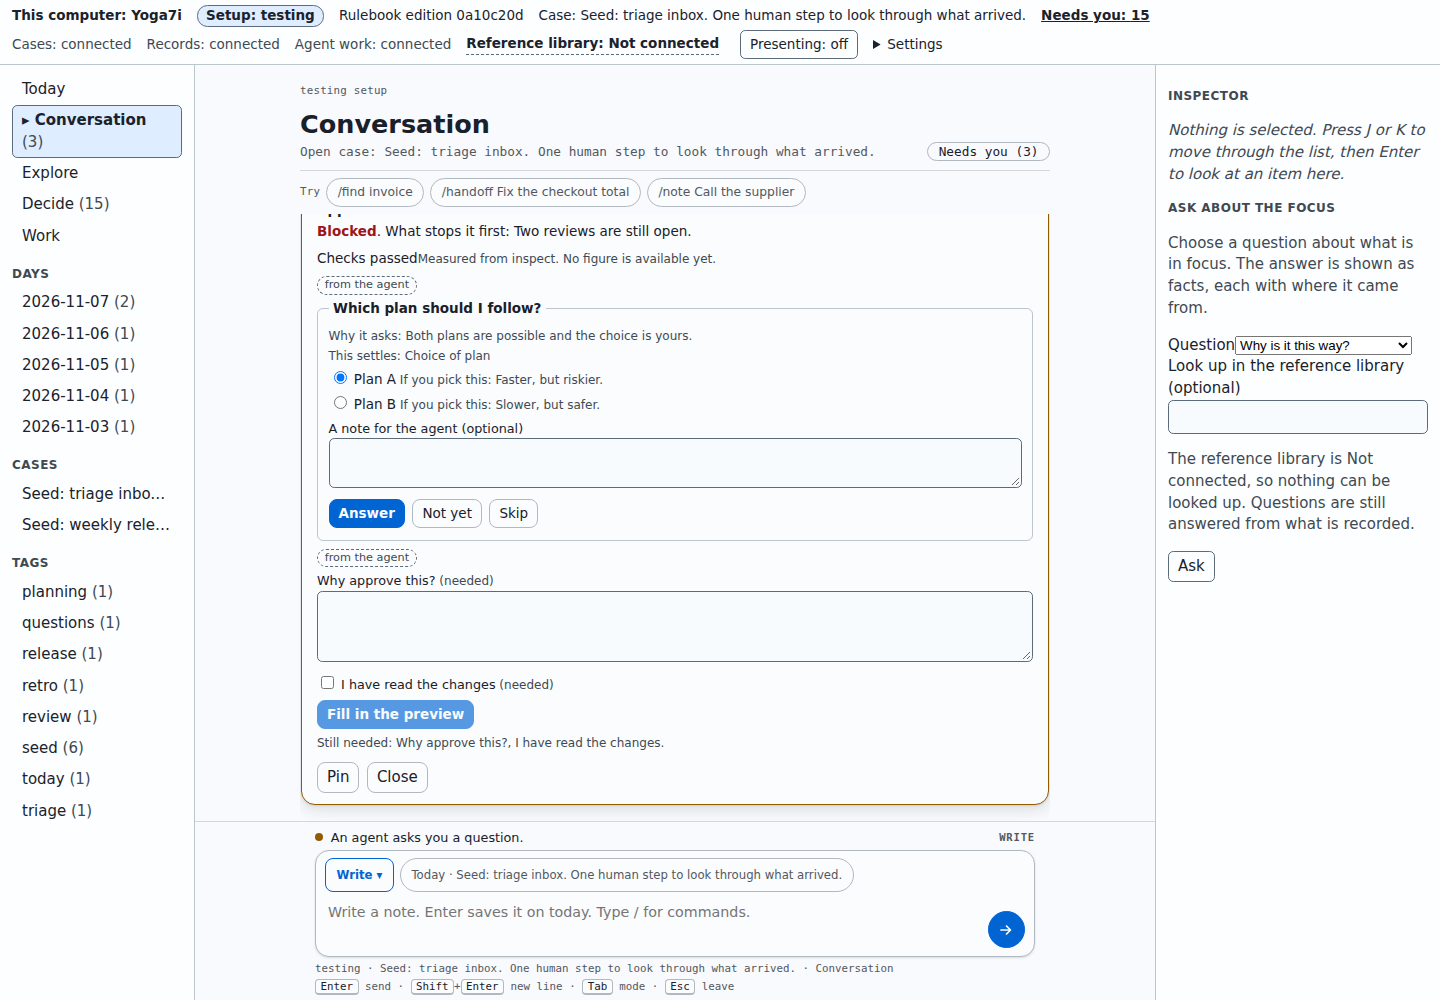 This computer: Yoga7i Setup: testing Rulebook edition 0a10c20d Case: Seed: triage inbox. One human step to look through what arrived. Needs you: 15
Cases: connected Records: connected Agent work: connected Reference library: Not connected Presenting: off ▶ Settings
Today
▸ Conversation
(3)
Explore
Decide (15)
Work
DAYS
2026-11-07 (2)
2026-11-06 (1)
2026-11-05 (1)
2026-11-04 (1)
2026-11-03 (1)
CASES
Seed: triage inbo…
Seed: weekly rele…
TAGS
planning (1)
questions (1)
release (1)
retro (1)
review (1)
seed (6)
today (1)
triage (1)
testing setup
Conversation
Open case: Seed: triage inbox. One human step to look through what arrived. Needs you (3)
Try /find invoice /handoff Fix the checkout total /note Call the supplier
Blocked. What stops it first: Two reviews are still open.
Checks passedMeasured from inspect. No figure is available yet.
from the agent
Which plan should I follow?
Why it asks: Both plans are possible and the choice is yours.
This settles: Choice of plan
Plan A If you pick this: Faster, but riskier.
Plan B If you pick this: Slower, but safer.
A note for the agent (optional)
Answer Not yet Skip
from the agent
Why approve this? (needed)
I have read the changes (needed)
Fill in the preview
Still needed: Why approve this?, I have read the changes.
Pin Close
An agent asks you a question. WRITE
Write ▾ Today · Seed: triage inbox. One human step to look through what arrived.
Write a note. Enter saves it on today. Type / for commands.
→
testing · Seed: triage inbox. One human step to look through what arrived. · Conversation
Enter send · Shift+Enter new line · Tab mode · Esc leave
INSPECTOR
Nothing is selected. Press J or K to
move through the list, then Enter
to look at an item here.
ASK ABOUT THE FOCUS
Choose a question about what is
in focus. The answer is shown as
facts, each with where it came
from.
Question Why is it this way?
Look up in the reference library
(optional)
The reference library is Not
connected, so nothing can be
looked up. Questions are still
answered from what is recorded.
Ask